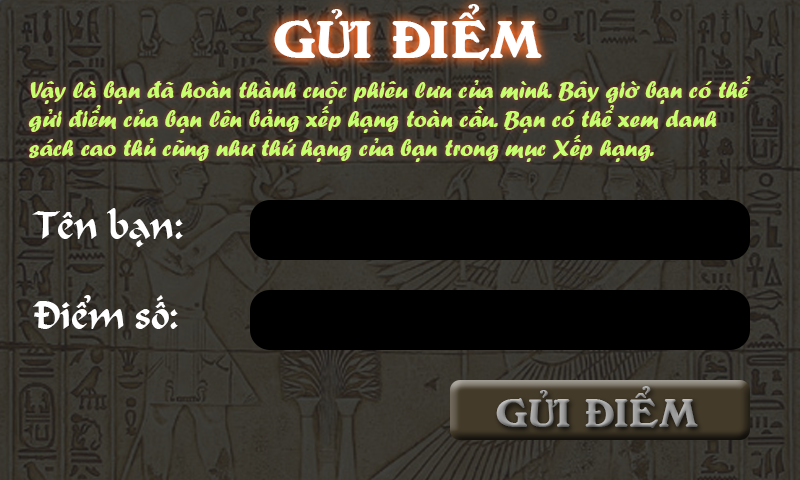 GỬI ĐIỂM
Vậy là bạn đã hoàn thành cuộc phiêu lưu của mình. Bây giờ bạn có thể
gửi điểm của bạn lên bảng xếp hạng toàn cầu. Bạn có thể xem danh
sách cao thủ cũng như thứ hạng của bạn trong mục Xếp hạng.
Tên bạn:
Điểm số:
GỬI ĐIỂM